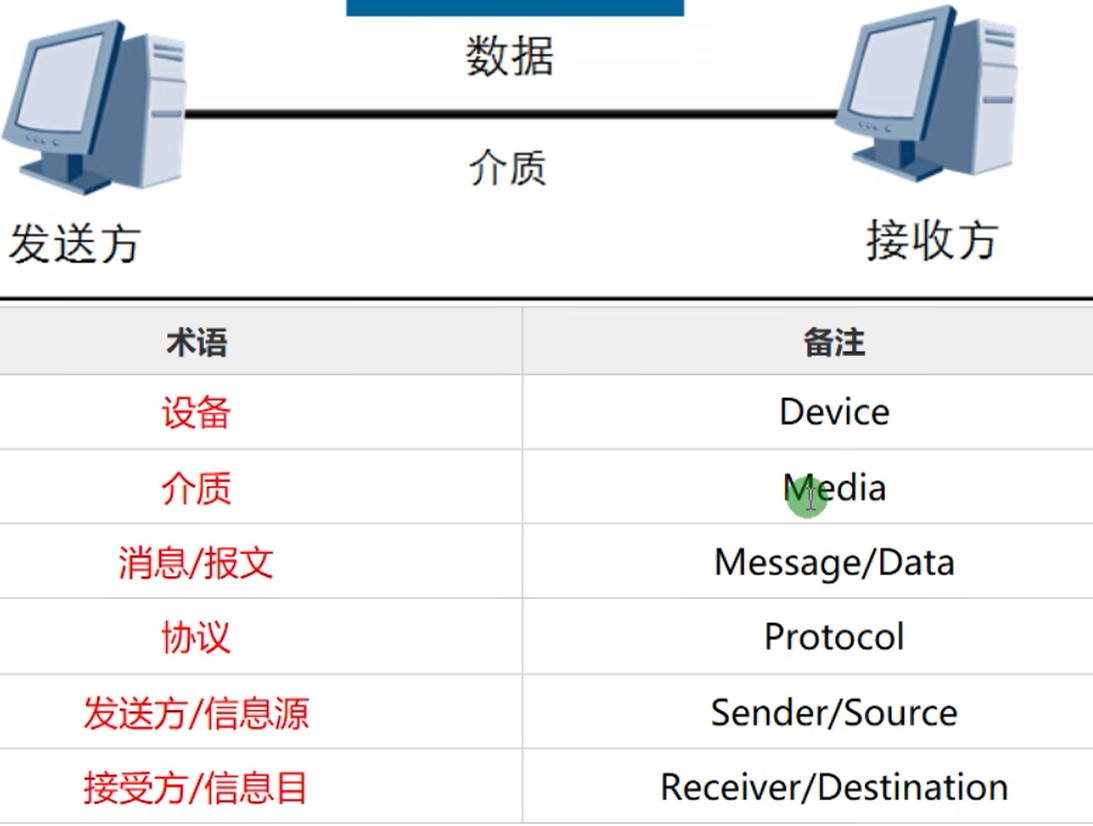 数据
介质
发送方
接收方
术语 备注
设备 Device
介质 Media
消息/报文 Message/Data
协议 Protocol
发送方/信息源 Sender/Source
接受方/信息目 Receiver/Destination